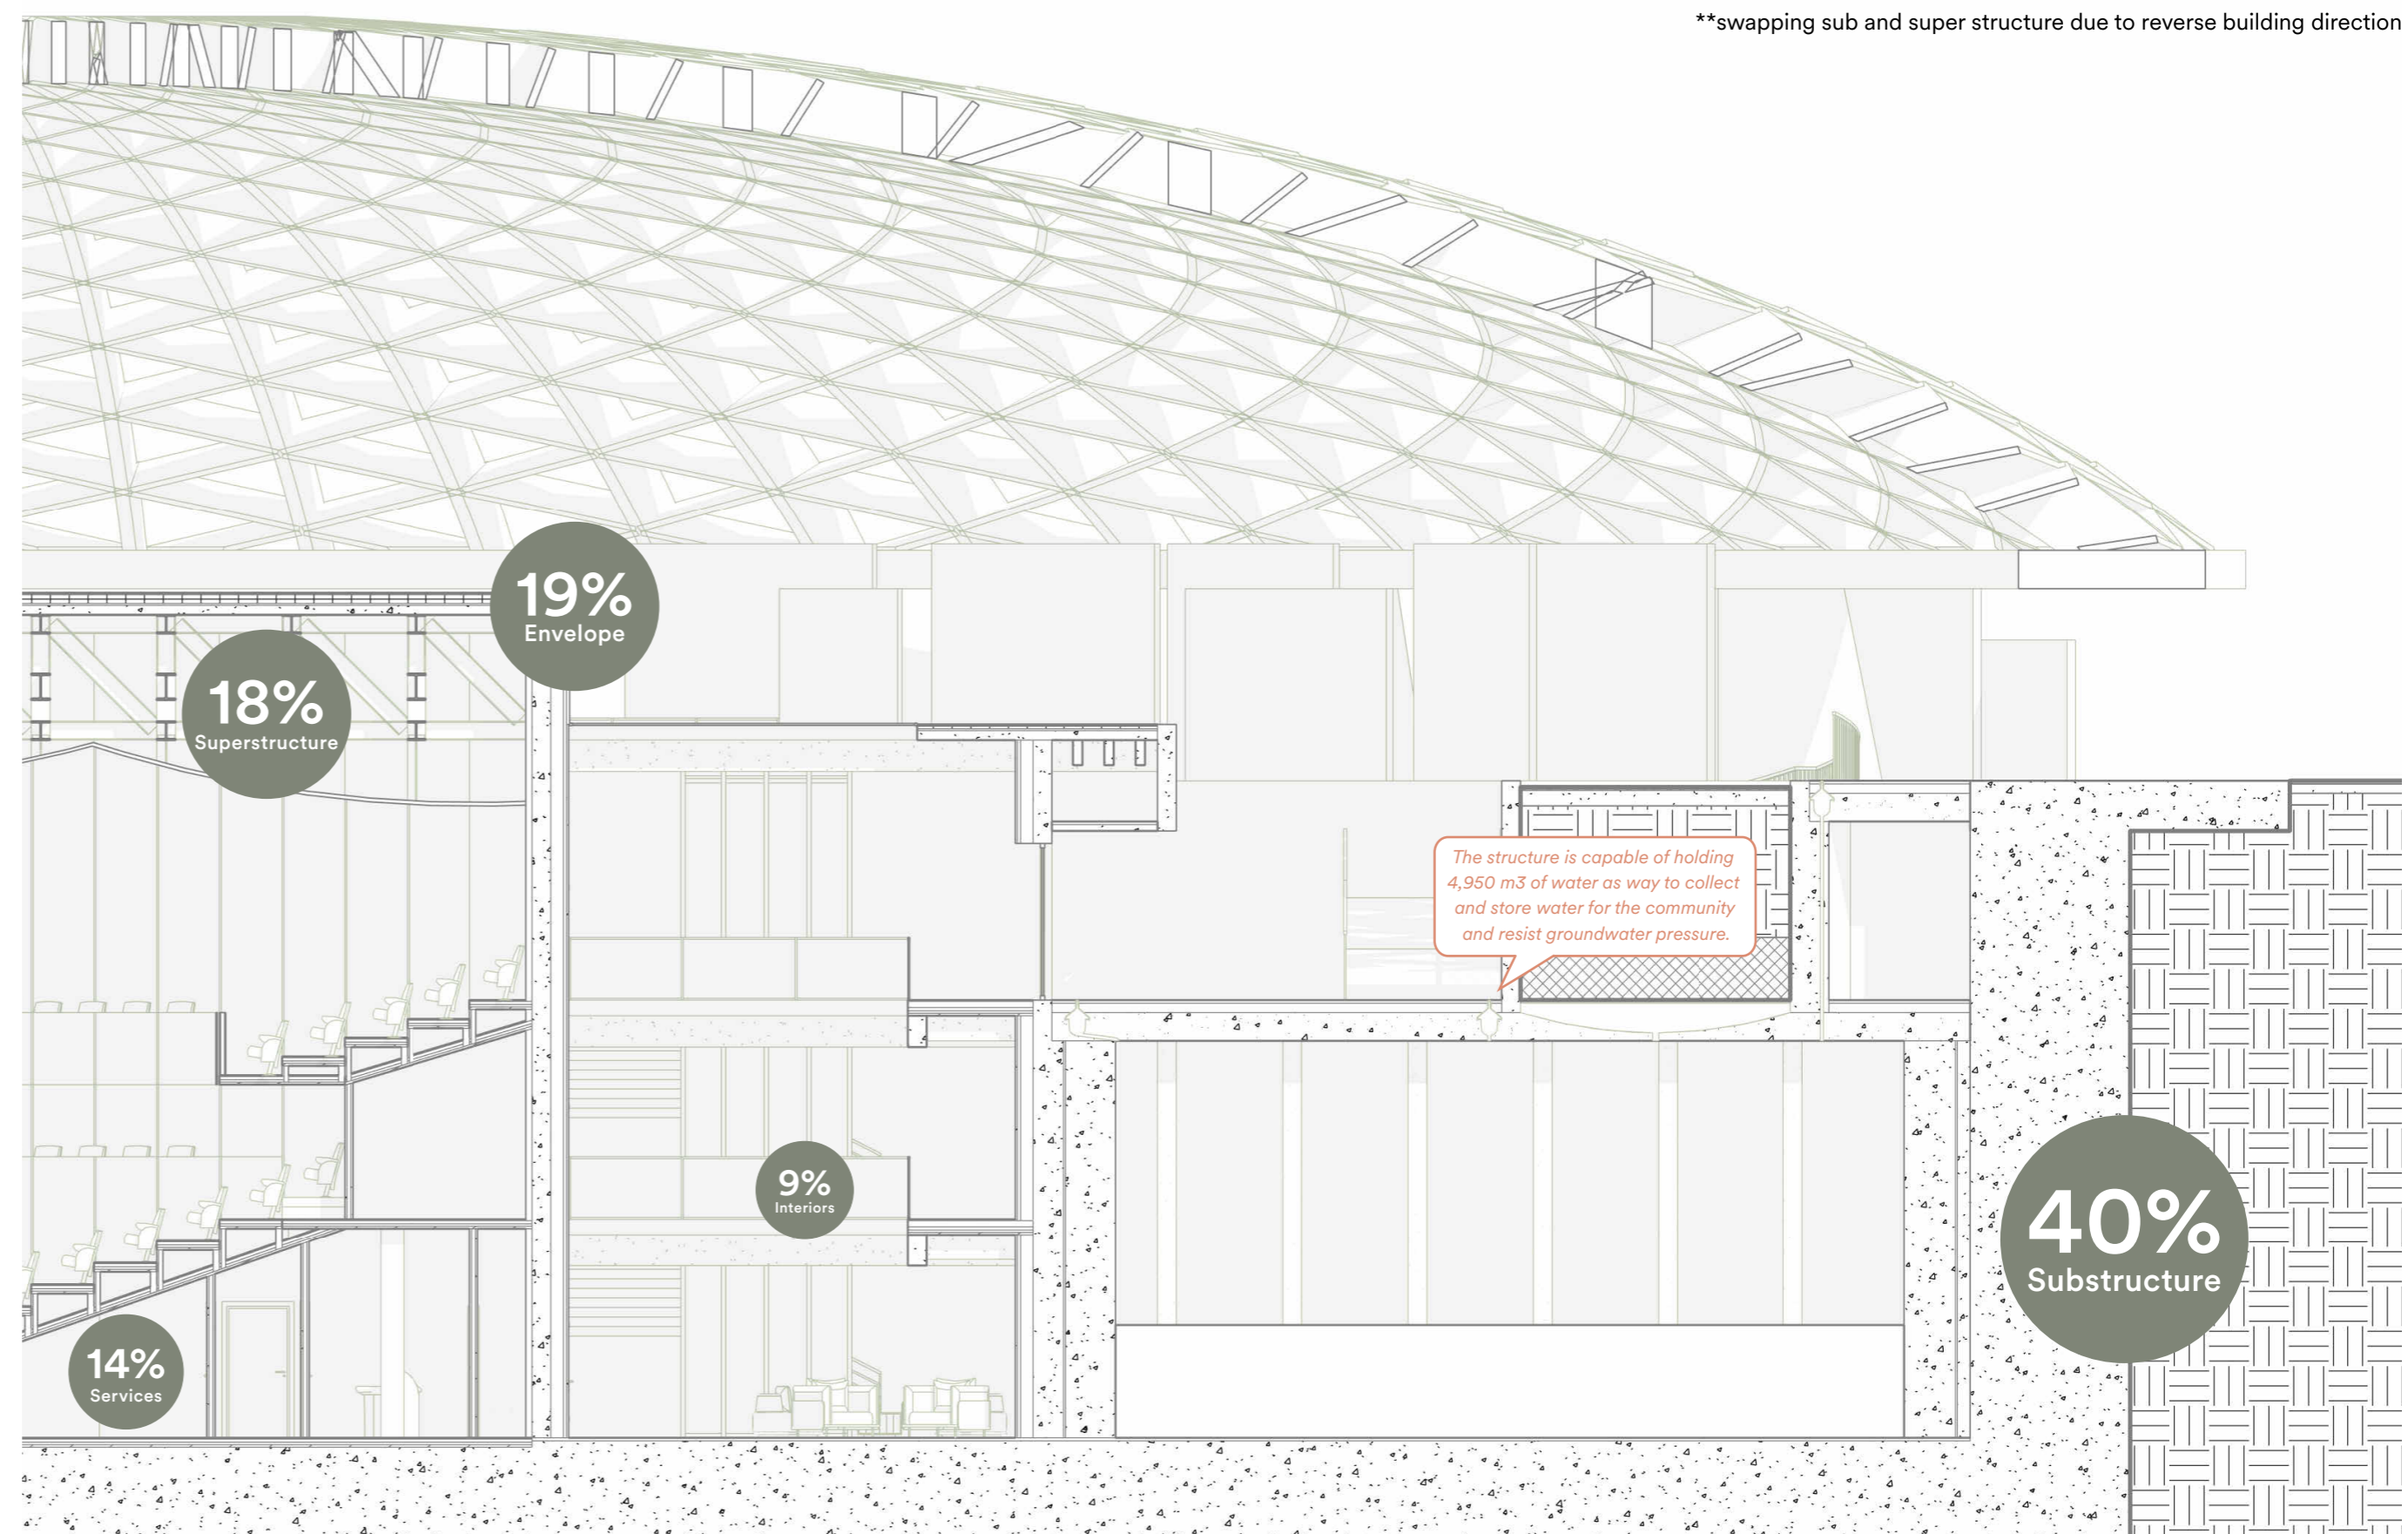 **swapping sub and super structure due to reverse building direction
19%
Envelope
18%
Superstructure
The structure is capable of holding
4,950 m3 of water as way to collect
and store water for the community
and resist groundwater pressure.
9%
Interiors
40%
Substructure
14%
Services